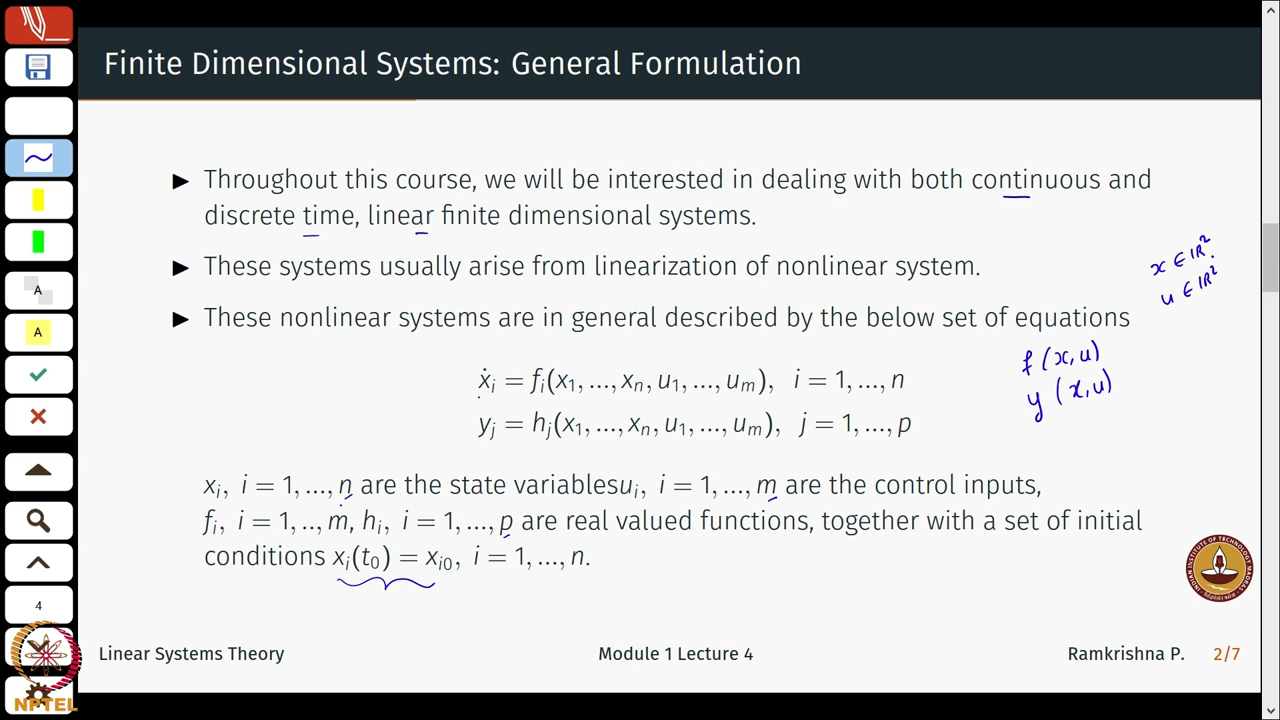 Finite Dimensional Systems: General Formulation
► Throughout this course, we will be interested in dealing with both continuous and
discrete time, linear finite dimensional systems.
► These systems usually arise from linearization of nonlinear system.
x ∈ ℝ²
u ∈ ℝ²
► These nonlinear systems are in general described by the below set of equations
f (x, u)
ẋᵢ = fᵢ(x₁, ..., xₙ, u₁, ..., uₘ), i = 1, ..., n
y (x, u)
yⱼ = hⱼ(x₁, ..., xₙ, u₁, ..., uₘ), j = 1, ..., p
xᵢ, i = 1, ..., n are the state variablesuᵢ, i = 1, ..., m are the control inputs,
fᵢ, i = 1, .., m, hᵢ, i = 1, ..., p are real valued functions, together with a set of initial
conditions xᵢ(t₀) = xᵢ₀, i = 1, ..., n.
A
A
4
Linear Systems Theory
Module 1 Lecture 4
Ramkrishna P.
2/7
NPTEL